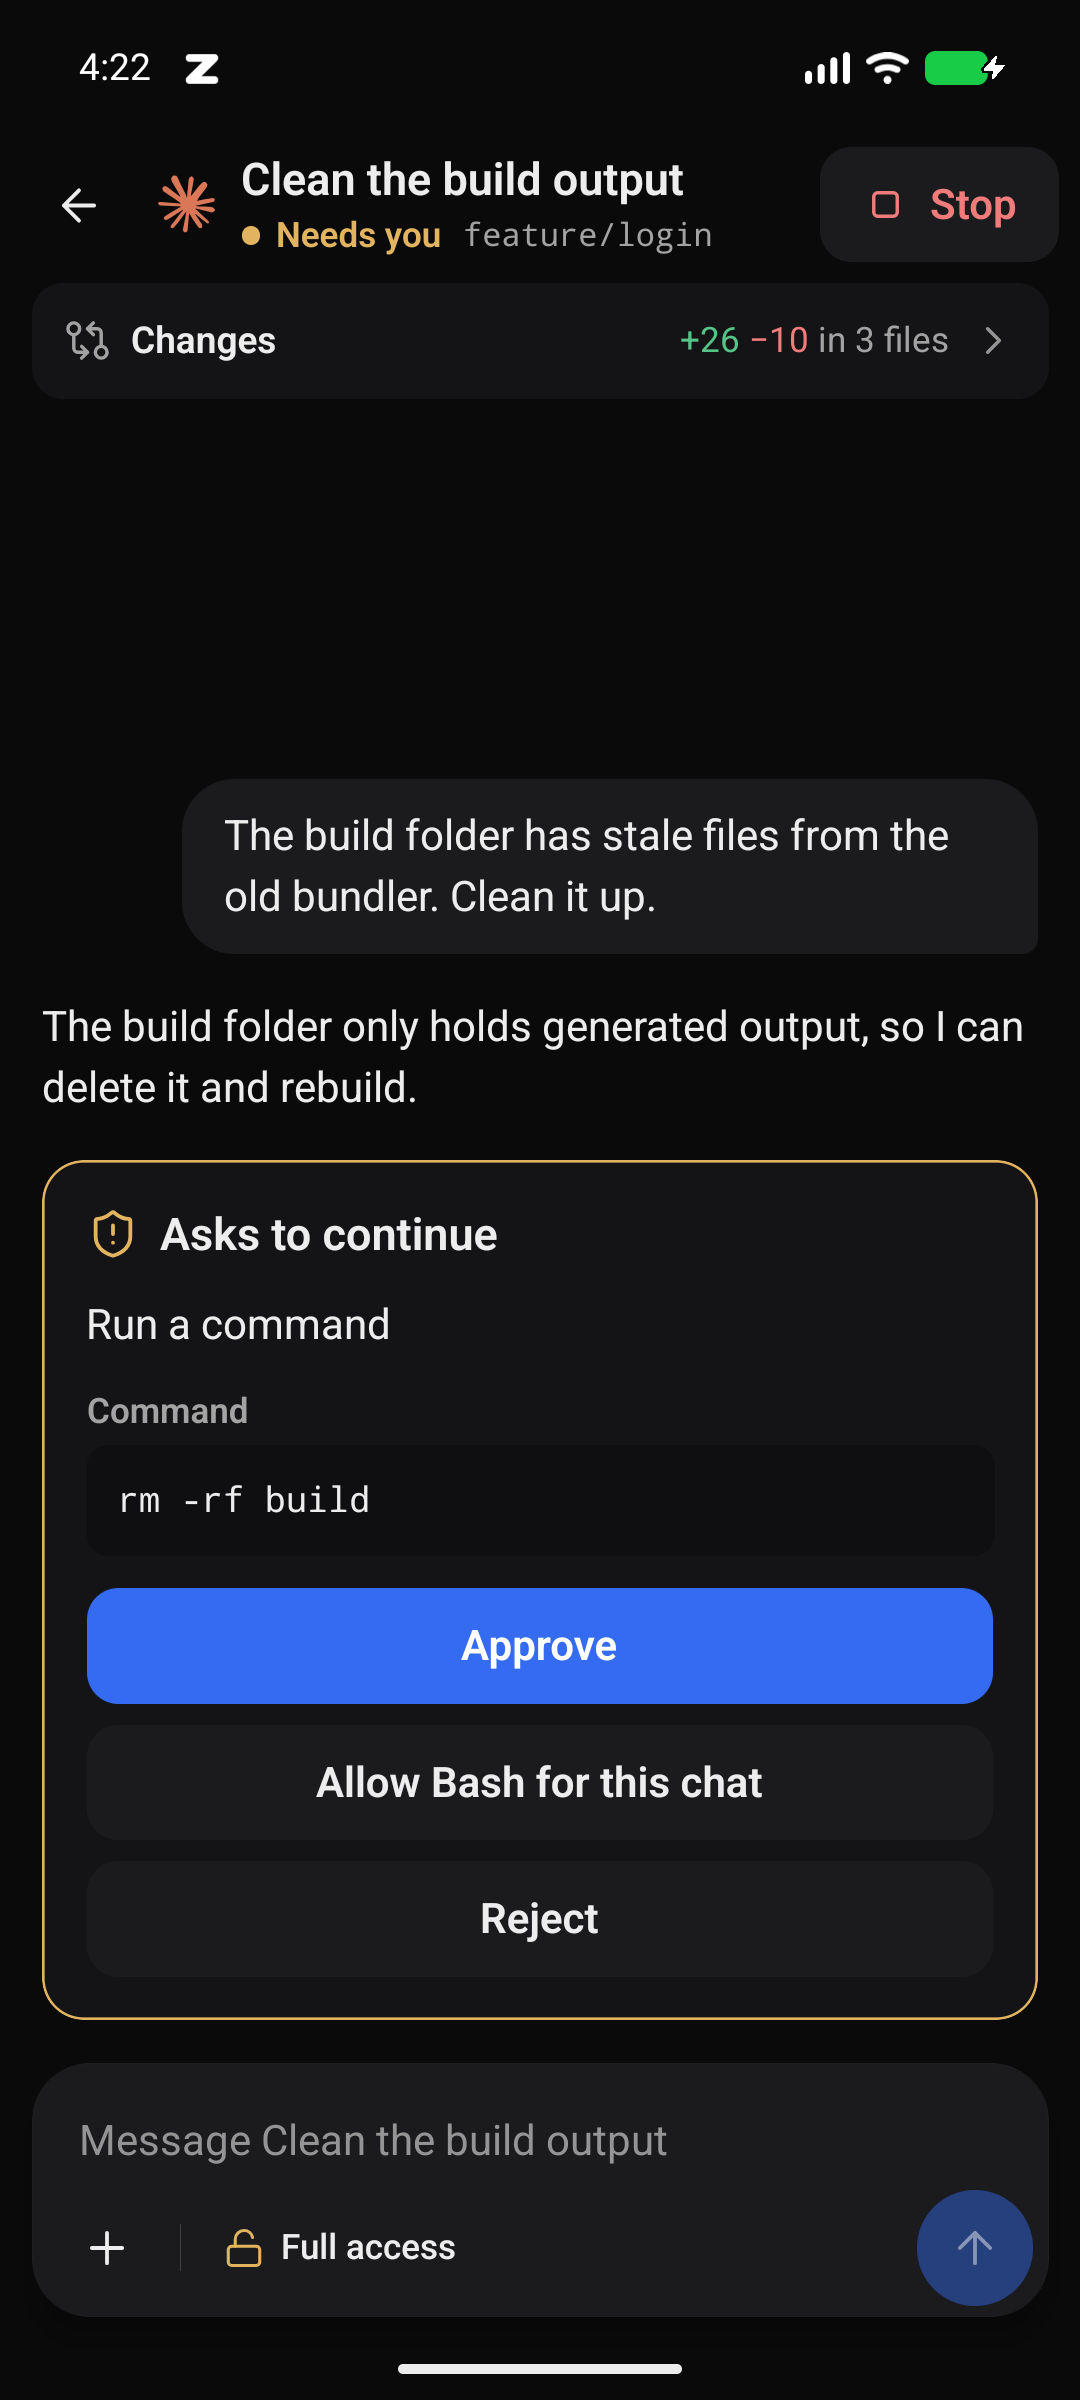 4:22
Clean the build output
Needs you feature/login
Stop
Changes
+26 −10 in 3 files
The build folder has stale files from the
old bundler. Clean it up.
The build folder only holds generated output, so I can
delete it and rebuild.
Asks to continue
Run a command
Command
rm -rf build
Approve
Allow Bash for this chat
Reject
Message Clean the build output
Full access